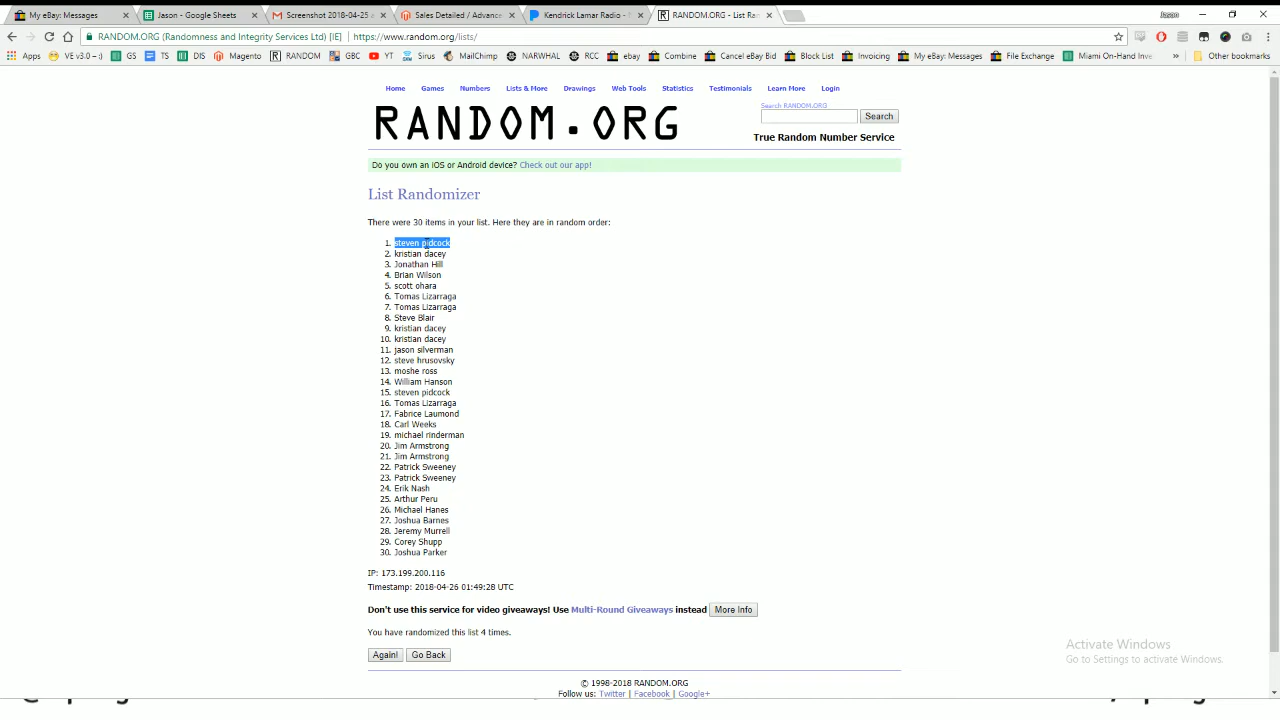 My eBay: Messages
Jason - Google Sheets
Screenshot 2018-04-25 a
Sales Detailed / Advance
Kendrick Lamar Radio -
RANDOM.ORG - List Ra
Jason
RANDOM.ORG (Randomness and Integrity Services Ltd) [IE] https://www.random.org/lists/
Apps VE v3.0 -- :) GS TS DIS Magento RANDOM GBC YT Sirus MailChimp NARWHAL RCC ebay Combine Cancel eBay Bid Block List Invoicing My eBay: Messages File Exchange Miami On-Hand Inve » Other bookmarks
Home Games Numbers Lists & More Drawings Web Tools Statistics Testimonials Learn More Login
RANDOM.ORG
Search RANDOM.ORG
Search
True Random Number Service
Do you own an iOS or Android device? Check out our app!
List Randomizer
There were 30 items in your list. Here they are in random order:
1. steven pidcock
2. kristian dacey
3. Jonathan Hill
4. Brian Wilson
5. scott ohara
6. Tomas Lizarraga
7. Tomas Lizarraga
8. Steve Blair
9. kristian dacey
10. kristian dacey
11. jason silverman
12. steve hrusovsky
13. moshe ross
14. William Hanson
15. steven pidcock
16. Tomas Lizarraga
17. Fabrice Laumond
18. Carl Weeks
19. michael rinderman
20. Jim Armstrong
21. Jim Armstrong
22. Patrick Sweeney
23. Patrick Sweeney
24. Erik Nash
25. Arthur Peru
26. Michael Hanes
27. Joshua Barnes
28. Jeremy Murrell
29. Corey Shupp
30. Joshua Parker
IP: 173.199.200.116
Timestamp: 2018-04-26 01:49:28 UTC
Don't use this service for video giveaways! Use Multi-Round Giveaways instead More Info
You have randomized this list 4 times.
Again! Go Back
Activate Windows
Go to Settings to activate Windows.
© 1998-2018 RANDOM.ORG
Follow us: Twitter | Facebook | Google+